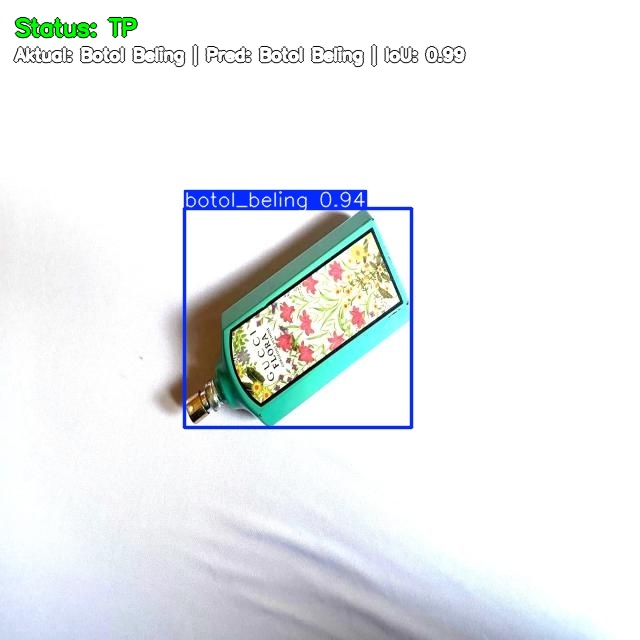 Status: TP
Aktual: Botol Beling | Pred: Botol Beling | IoU: 0.99
botol_beling 0.94
GUCCI
FLORA